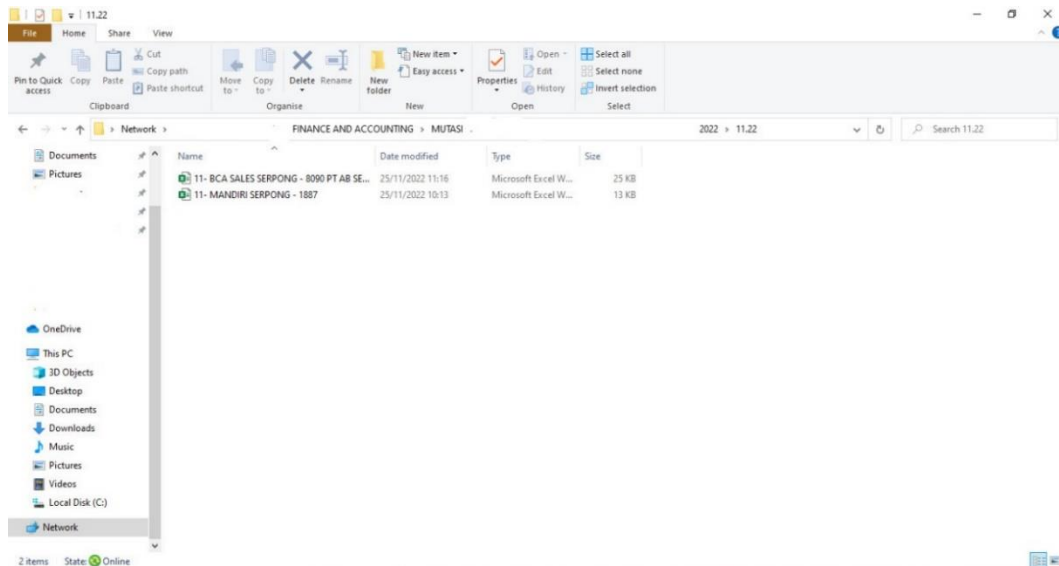 11.22
File Home Share View
Pin to Quick access
Copy
Paste
Cut
Copy path
Paste shortcut
Clipboard
Move to
Copy to
Delete
Rename
Organise
New folder
New item
Easy access
New
Properties
Open
Edit
History
Open
Select all
Select none
Invert selection
Select
Network > FINANCE AND ACCOUNTING > MUTASI 2022 > 11.22 Search 11.22
Name Date modified Type Size
11- BCA SALES SERPONG - 8090 PT AB SE... 25/11/2022 11:16 Microsoft Excel W... 25 KB
11- MANDIRI SERPONG - 1887 25/11/2022 10:13 Microsoft Excel W... 13 KB
Documents
Pictures
OneDrive
This PC
3D Objects
Desktop
Documents
Downloads
Music
Pictures
Videos
Local Disk (C:)
Network
2 items State: Online